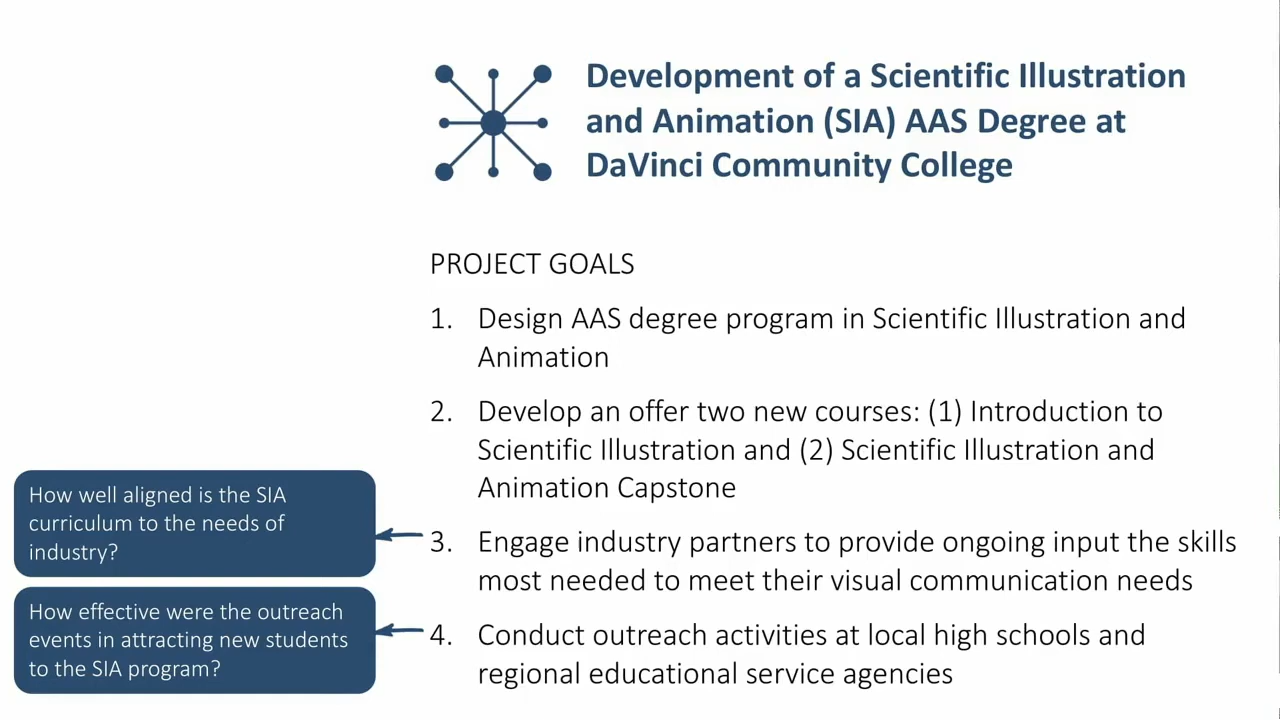 Development of a Scientific Illustration
and Animation (SIA) AAS Degree at
DaVinci Community College
PROJECT GOALS
1. Design AAS degree program in Scientific Illustration and
Animation
2. Develop an offer two new courses: (1) Introduction to
Scientific Illustration and (2) Scientific Illustration and
Animation Capstone
3. Engage industry partners to provide ongoing input the skills
most needed to meet their visual communication needs
4. Conduct outreach activities at local high schools and
regional educational service agencies
How well aligned is the SIA
curriculum to the needs of
industry?
How effective were the outreach
events in attracting new students
to the SIA program?